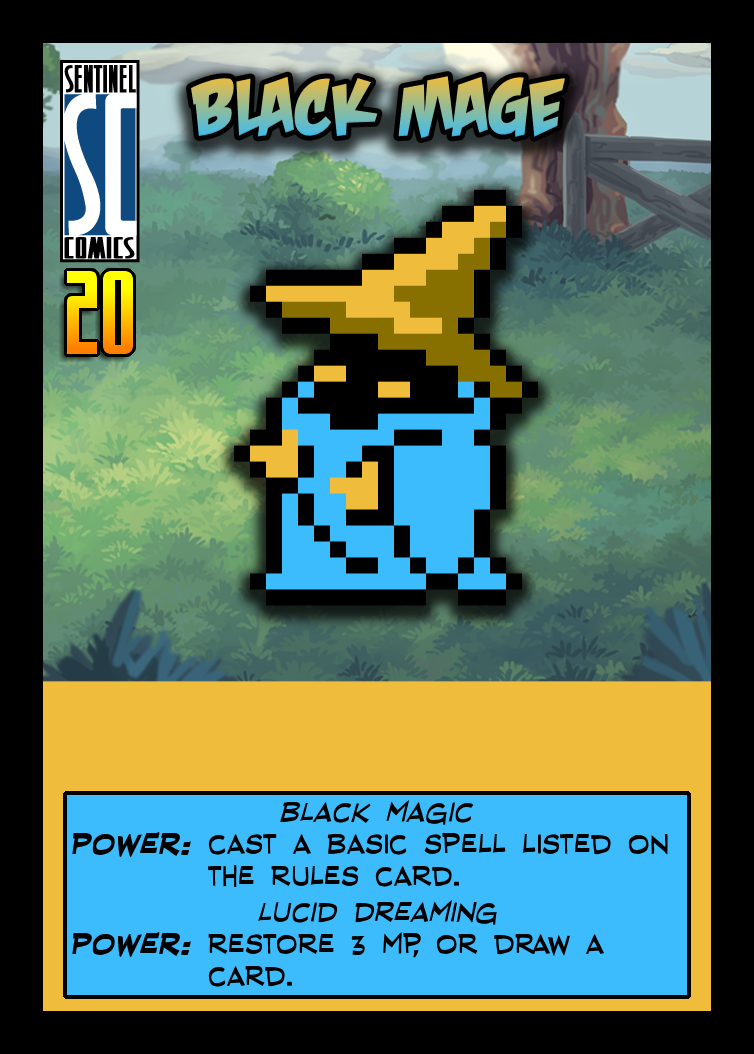 SENTINEL
SC
COMICS
20
BLACK MAGE
BLACK MAGIC
POWER: CAST A BASIC SPELL LISTED ON
THE RULES CARD.
LUCID DREAMING
POWER: RESTORE 3 MP, OR DRAW A
CARD.